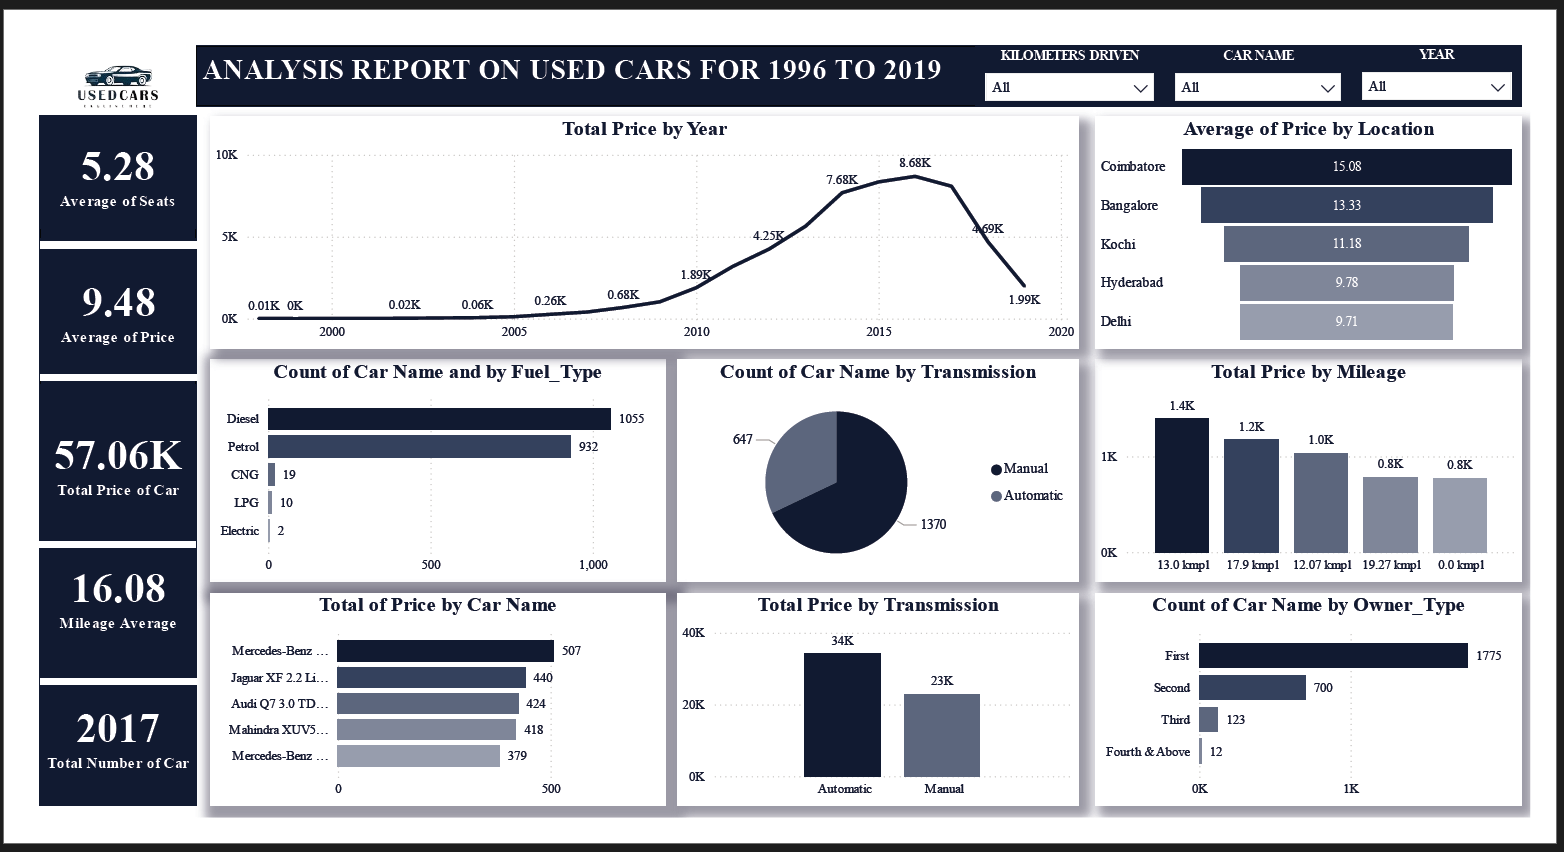 USEDCARS
ANALYSIS REPORT ON USED CARS FOR 1996 TO 2019
KILOMETERS DRIVEN
All
CAR NAME
All
YEAR
All
5.28
Average of Seats
9.48
Average of Price
57.06K
Total Price of Car
16.08
Mileage Average
2017
Total Number of Car
Total Price by Year
10K
5K
0K
0.01K 0K 0.02K 0.06K 0.26K 0.68K 1.89K 4.25K 7.68K 8.68K 4.69K 1.99K
2000 2005 2010 2015 2020
Average of Price by Location
Coimbatore 15.08
Bangalore 13.33
Kochi 11.18
Hyderabad 9.78
Delhi 9.71
Count of Car Name and by Fuel_Type
Diesel 1055
Petrol 932
CNG 19
LPG 10
Electric 2
0 500 1,000
Count of Car Name by Transmission
647
1370
Manual
Automatic
Total Price by Mileage
1K
0K
1.4K 1.2K 1.0K 0.8K 0.8K
13.0 kmpl 17.9 kmpl 12.07 kmpl 19.27 kmpl 0.0 kmpl
Total of Price by Car Name
Mercedes-Benz ... 507
Jaguar XF 2.2 Li... 440
Audi Q7 3.0 TD... 424
Mahindra XUV5... 418
Mercedes-Benz ... 379
0 500
Total Price by Transmission
40K
20K
0K
34K 23K
Automatic Manual
Count of Car Name by Owner_Type
First 1775
Second 700
Third 123
Fourth & Above 12
0K 1K